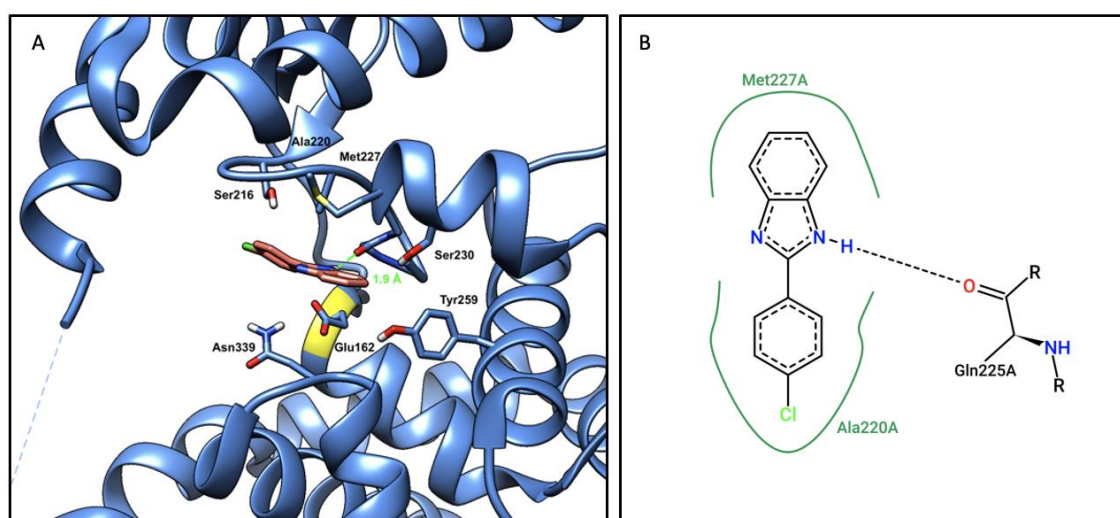 A
Ala220
Met227
Ser216
Ser230
1.9 Å
Tyr259
Asn339
Glu162
B
Met227A
N
N
H
O
R
NH
Gln225A
R
Cl
Ala220A